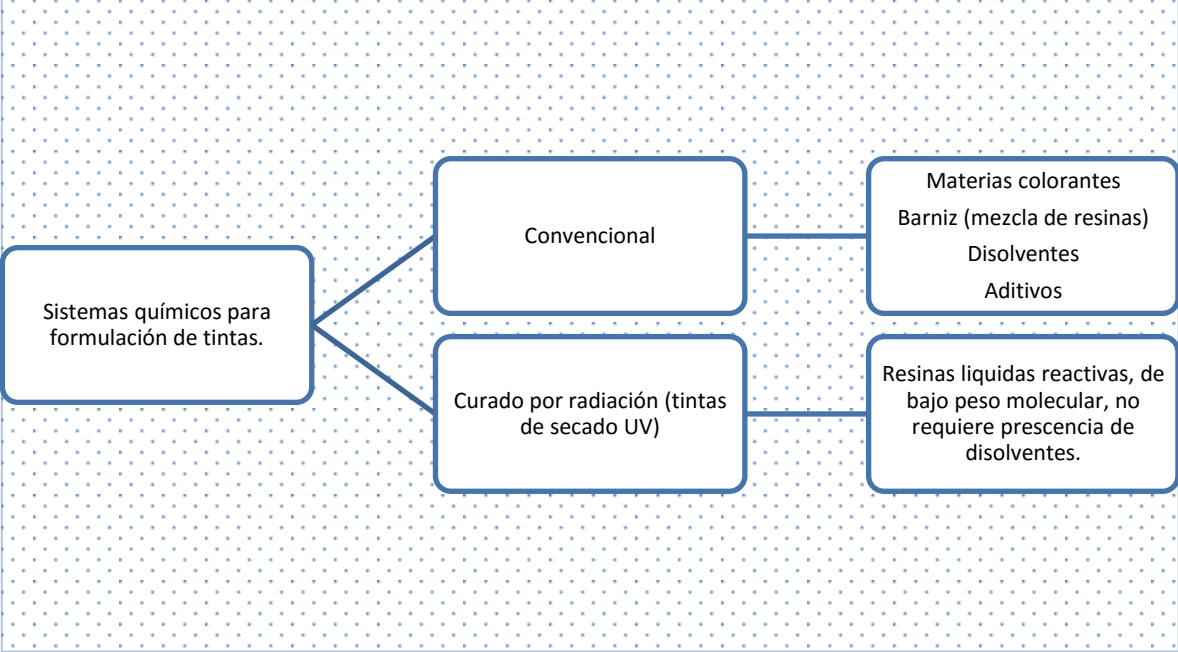 Sistemas químicos para
formulación de tintas.
Convencional
Materias colorantes
Barniz (mezcla de resinas)
Disolventes
Aditivos
Curado por radiación (tintas
de secado UV)
Resinas liquidas reactivas, de
bajo peso molecular, no
requiere prescencia de
disolventes.